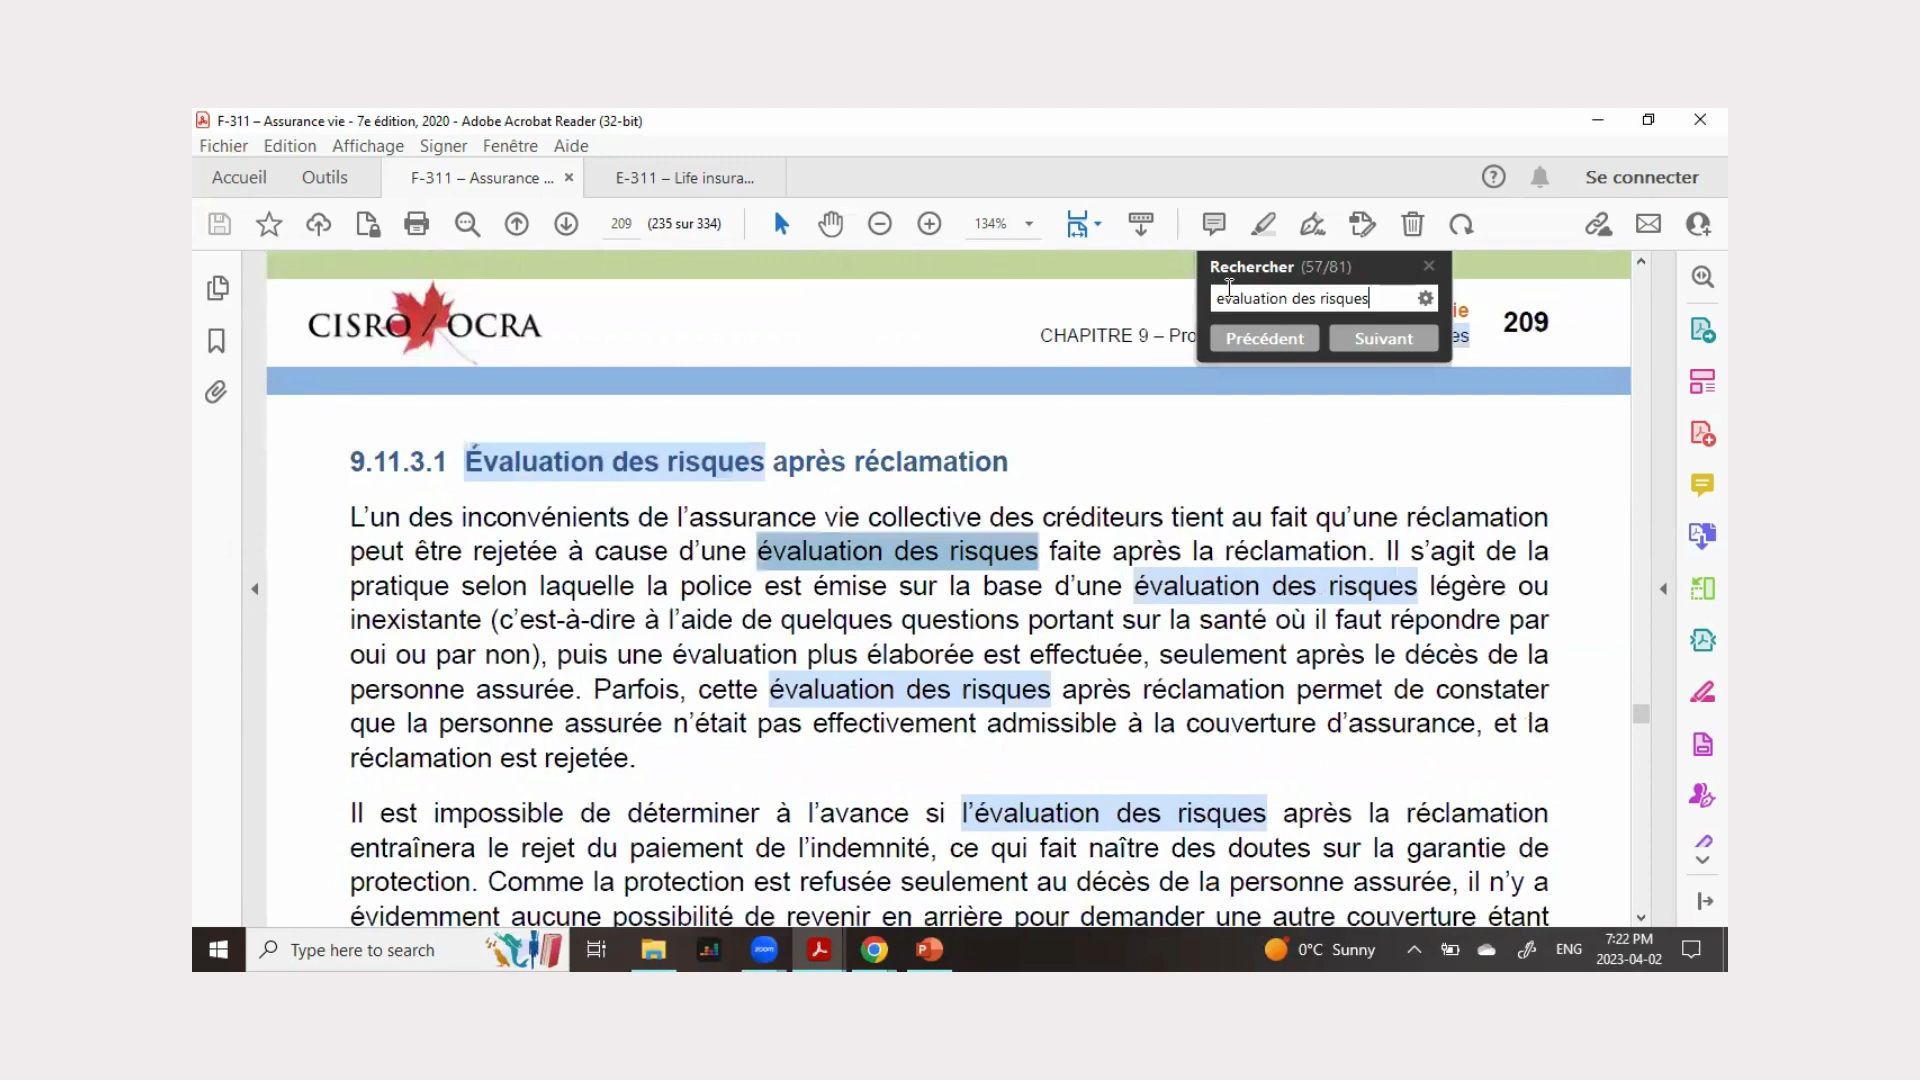 F-311 – Assurance vie - 7e édition, 2020 - Adobe Acrobat Reader (32-bit)
Fichier Edition Affichage Signer Fenêtre Aide
Accueil Outils F-311 – Assurance ... × E-311 – Life insura... Se connecter
209 (235 sur 334) 134%
Rechercher (57/81)
evaluation des risques
Précédent Suivant
CISRO / OCRA
ie
CHAPITRE 9 – Pro es 209
9.11.3.1 Évaluation des risques après réclamation
L’un des inconvénients de l’assurance vie collective des créditeurs tient au fait qu’une réclamation
peut être rejetée à cause d’une évaluation des risques faite après la réclamation. Il s’agit de la
pratique selon laquelle la police est émise sur la base d’une évaluation des risques légère ou
inexistante (c’est-à-dire à l’aide de quelques questions portant sur la santé où il faut répondre par
oui ou par non), puis une évaluation plus élaborée est effectuée, seulement après le décès de la
personne assurée. Parfois, cette évaluation des risques après réclamation permet de constater
que la personne assurée n’était pas effectivement admissible à la couverture d’assurance, et la
réclamation est rejetée.
Il est impossible de déterminer à l’avance si l’évaluation des risques après la réclamation
entraînera le rejet du paiement de l’indemnité, ce qui fait naître des doutes sur la garantie de
protection. Comme la protection est refusée seulement au décès de la personne assurée, il n’y a
évidemment aucune possibilité de revenir en arrière pour demander une autre couverture étant
Type here to search zoom 0°C Sunny ENG 7:22 PM
2023-04-02